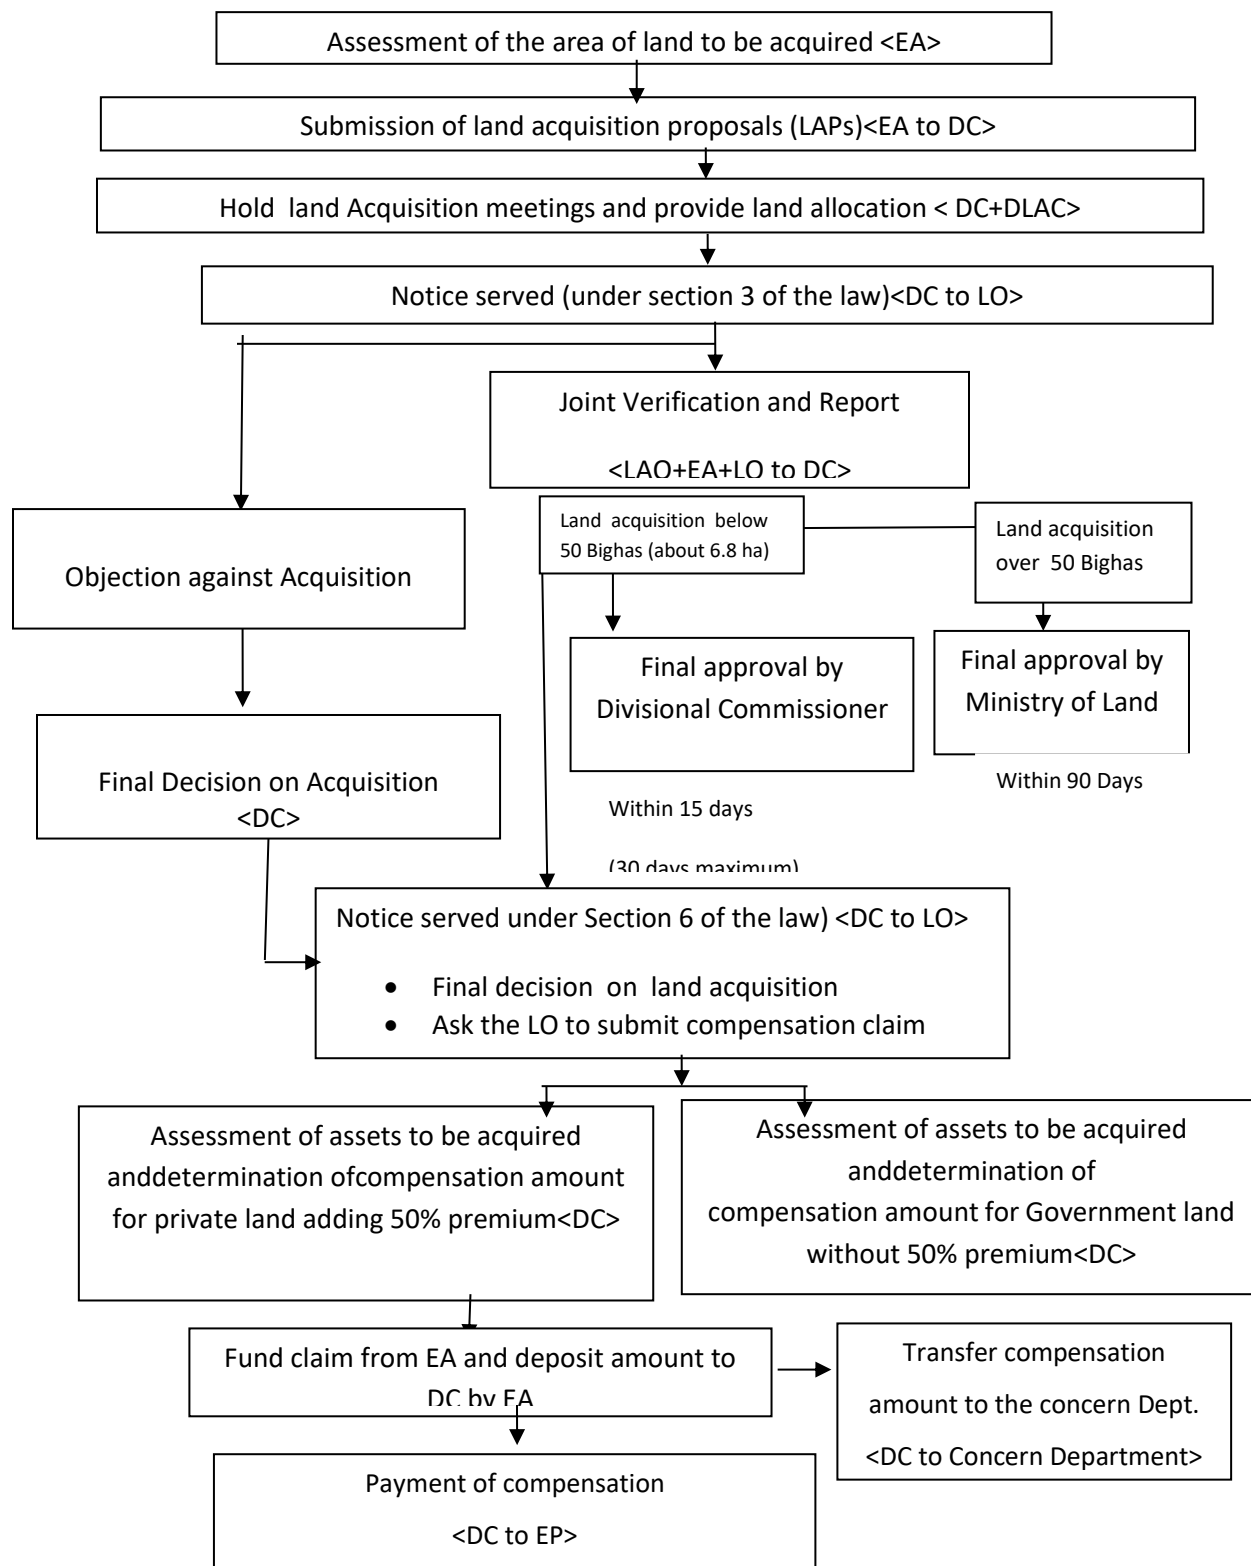 Assessment of the area of land to be acquired <EA>
Submission of land acquisition proposals (LAPs)<EA to DC>
Hold land Acquisition meetings and provide land allocation < DC+DLAC>
Notice served (under section 3 of the law)<DC to LO>
Joint Verification and Report
<LAO+EA+LO to DC>
Land acquisition below
50 Bighas (about 6.8 ha)
Land acquisition
over 50 Bighas
Objection against Acquisition
Final approval by
Divisional Commissioner
Final approval by
Ministry of Land
Within 90 Days
Within 15 days
(30 days maximum)
Final Decision on Acquisition
<DC>
Notice served under Section 6 of the law) <DC to LO>
• Final decision on land acquisition
• Ask the LO to submit compensation claim
Assessment of assets to be acquired
anddetermination ofcompensation amount
for private land adding 50% premium<DC>
Assessment of assets to be acquired
anddetermination of
compensation amount for Government land
without 50% premium<DC>
Fund claim from EA and deposit amount to
DC by EA
Transfer compensation
amount to the concern Dept.
<DC to Concern Department>
Payment of compensation
<DC to EP>